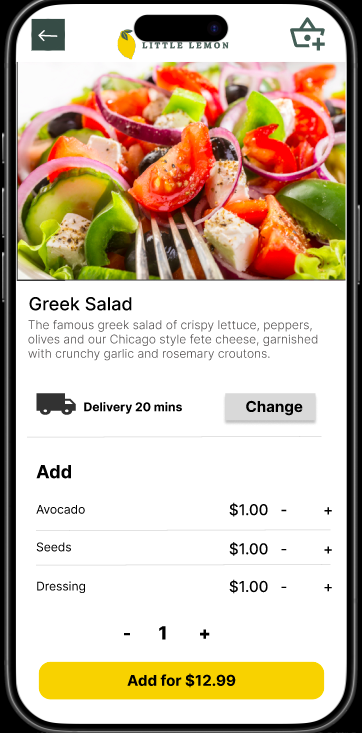 LITTLE LEMON
Greek Salad
The famous greek salad of crispy lettuce, peppers,
olives and our Chicago style fete cheese, garnished
with crunchy garlic and rosemary croutons.
Delivery 20 mins Change
Add
Avocado $1.00 - +
Seeds $1.00 - +
Dressing $1.00 - +
- 1 +
Add for $12.99